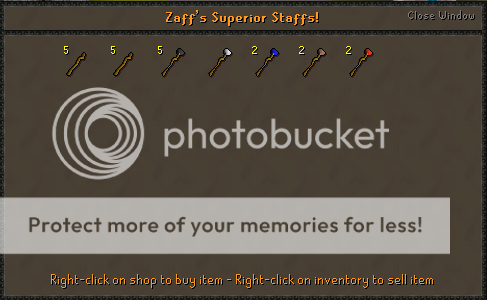 Zaff's Superior Staffs!
Close Window
5 5 5 2 2 2
photobucket
Protect more of your memories for less!
Right-click on shop to buy item - Right-click on inventory to sell item